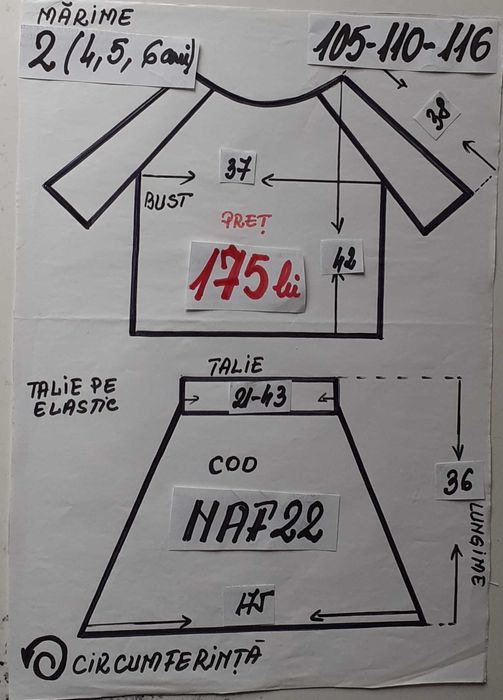 MĂRIME
2 (4, 5, 6 ani)
105-110-116
38
37
BUST
PREȚ
42
175 lei
TALIE
TALIE PE
ELASTIC
21-43
COD
36
NAF22
LUNGIME
175
CIRCUMFERINȚĂ